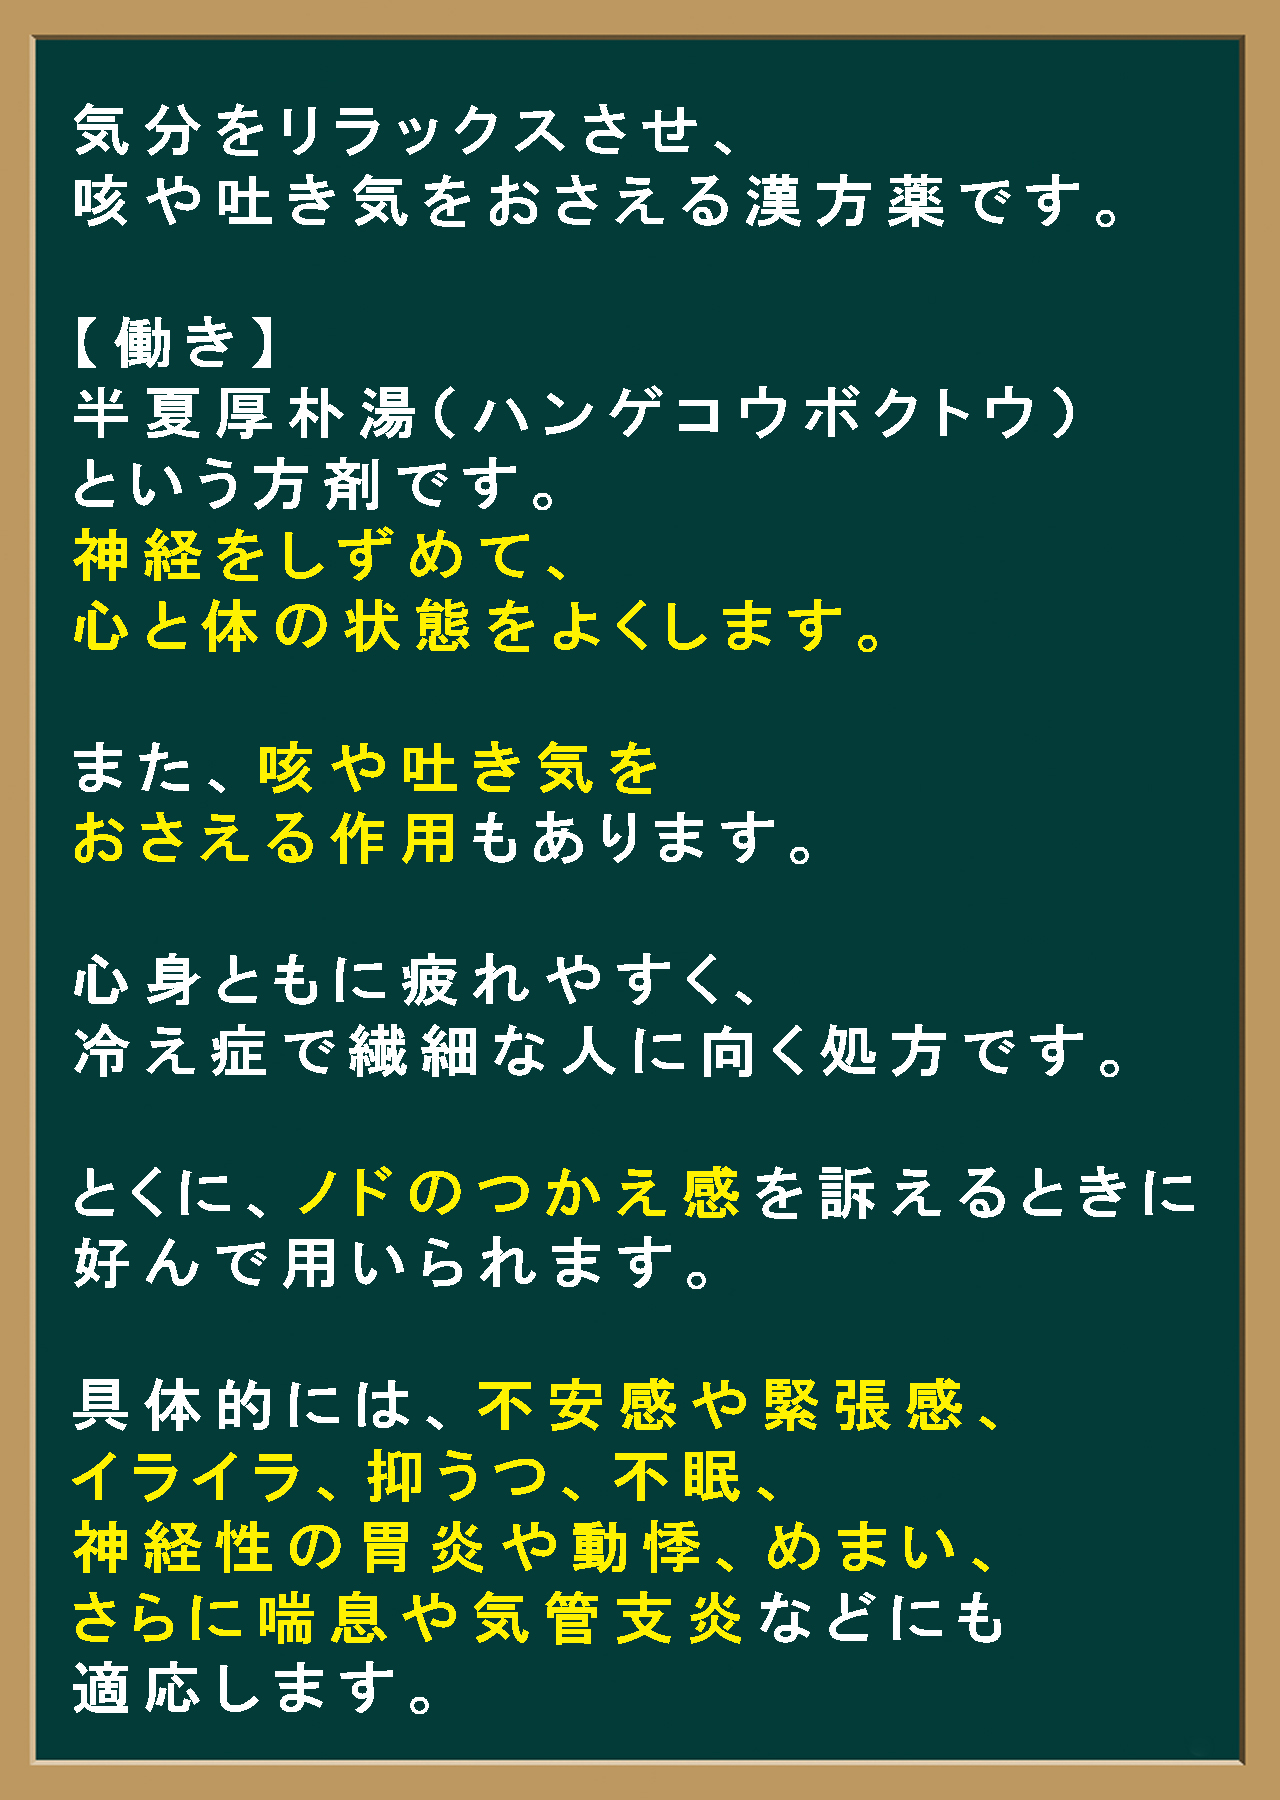 気分をリラックスさせ、
咳や吐き気をおさえる漢方薬です。
【働き】
半夏厚朴湯（ハンゲコウボクトウ）
という方剤です。
神経をしずめて、
心と体の状態をよくします。
また、咳や吐き気を
おさえる作用もあります。
心身ともに疲れやすく、
冷え症で繊細な人に向く処方です。
とくに、ノドのつかえ感を訴えるときに
好んで用いられます。
具体的には、不安感や緊張感、
イライラ、抑うつ、不眠、
神経性の胃炎や動悸、めまい、
さらに喘息や気管支炎などにも
適応します。